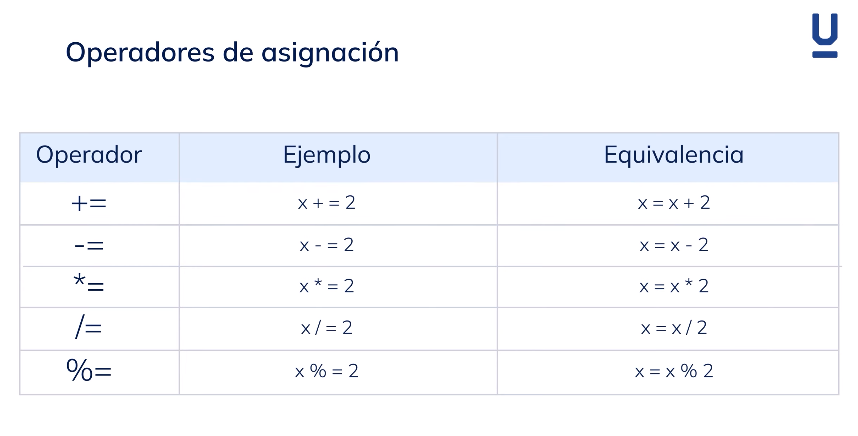 Operadores de asignación
Operador Ejemplo Equivalencia
+= x + = 2 x = x + 2
-= x - = 2 x = x - 2
*= x * = 2 x = x * 2
/= x / = 2 x = x / 2
%= x % = 2 x = x % 2